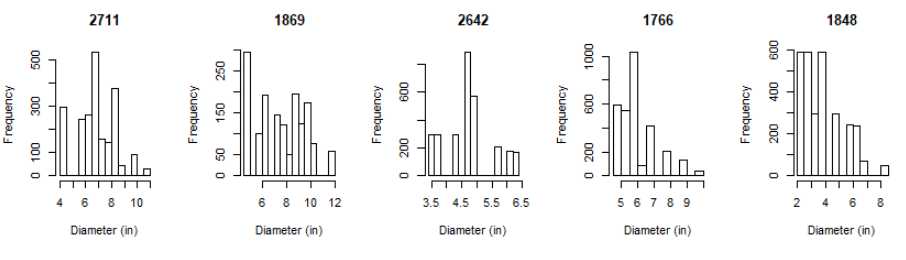 2711 1869 2642 1766 1848
Frequency
0 100 300 500
4 6 8 10
Diameter (in)
Frequency
0 50 150 250
6 8 10 12
Diameter (in)
Frequency
0 200 600
3.5 4.5 5.5 6.5
Diameter (in)
Frequency
0 200 600 1000
5 6 7 8 9
Diameter (in)
Frequency
0 200 400 600
2 4 6 8
Diameter (in)